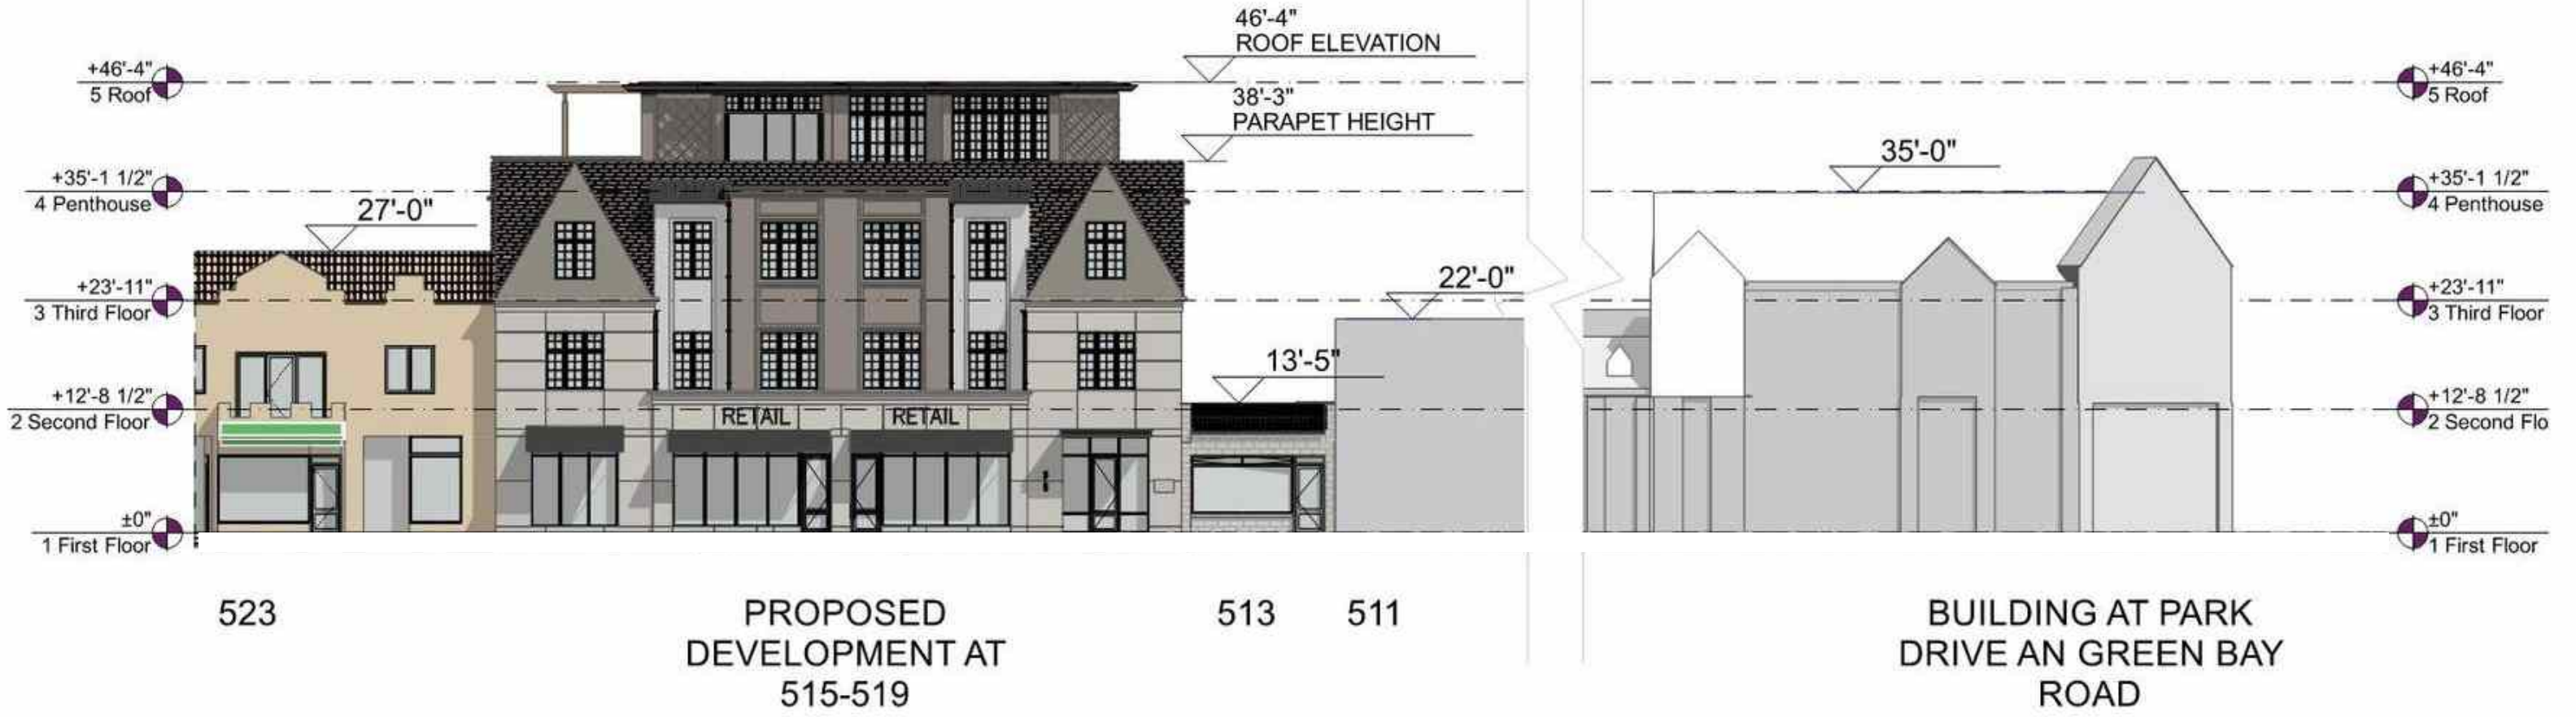 +46'-4"
5 Roof
+35'-1 1/2"
4 Penthouse
+23'-11"
3 Third Floor
+12'-8 1/2"
2 Second Floor
±0"
1 First Floor
27'-0"
46'-4"
ROOF ELEVATION
38'-3"
PARAPET HEIGHT
RETAIL
RETAIL
13'-5"
22'-0"
35'-0"
+46'-4"
5 Roof
+35'-1 1/2"
4 Penthouse
+23'-11"
3 Third Floor
+12'-8 1/2"
2 Second Flo
±0"
1 First Floor
523
PROPOSED
DEVELOPMENT AT
515-519
513
511
BUILDING AT PARK
DRIVE AN GREEN BAY
ROAD